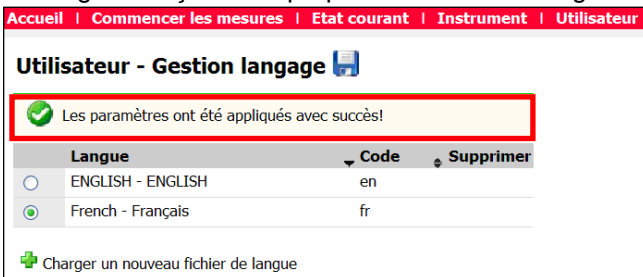 Accueil | Commencer les mesures | Etat courant | Instrument | Utilisateur
Utilisateur - Gestion langage
Les paramètres ont été appliqués avec succès!
Langue Code Supprimer
ENGLISH - ENGLISH en
French - Français fr
Charger un nouveau fichier de langue